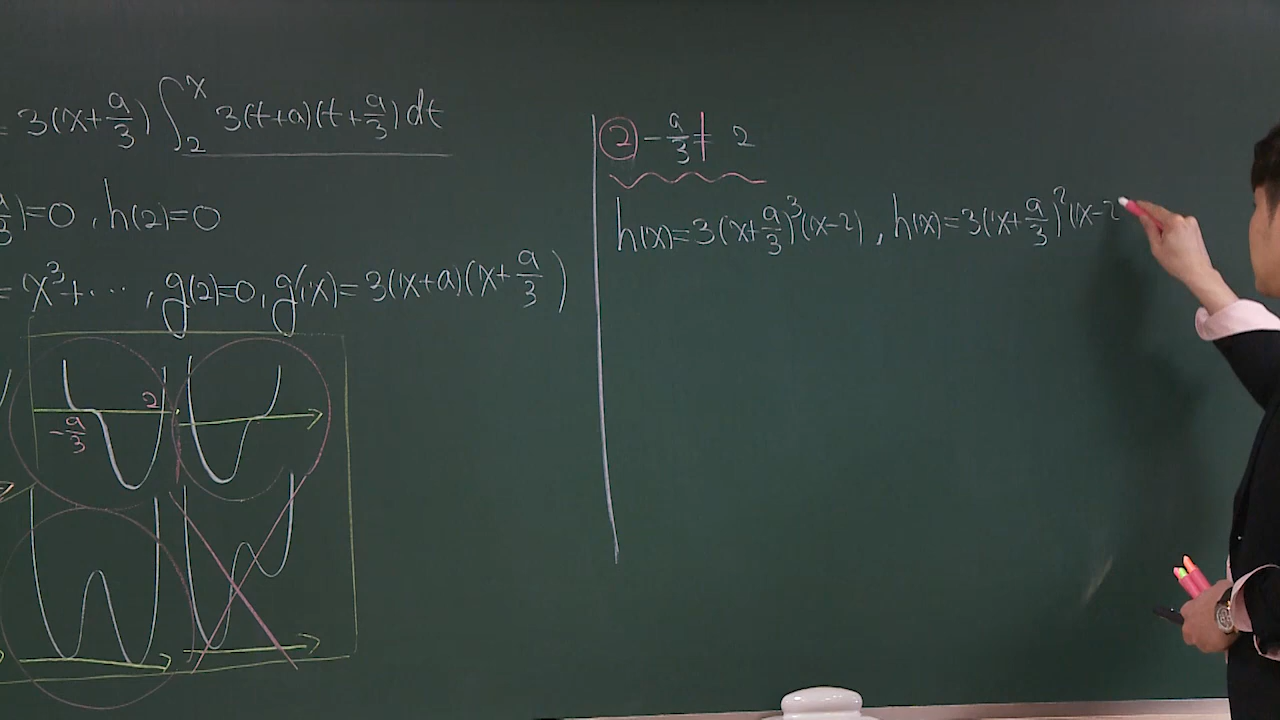 = 3(x+a/3) ∫₂ˣ 3(t+a)(t+a/3) dt
a/3)=0, h(2)=0
= x³+⋯, g(2)=0, g'(x)=3(x+a)(x+a/3)
-a/3 2
② -a/3 ≠ 2
h(x)=3(x+a/3)³(x-2), h(x)=3(x+a/3)²(x-2